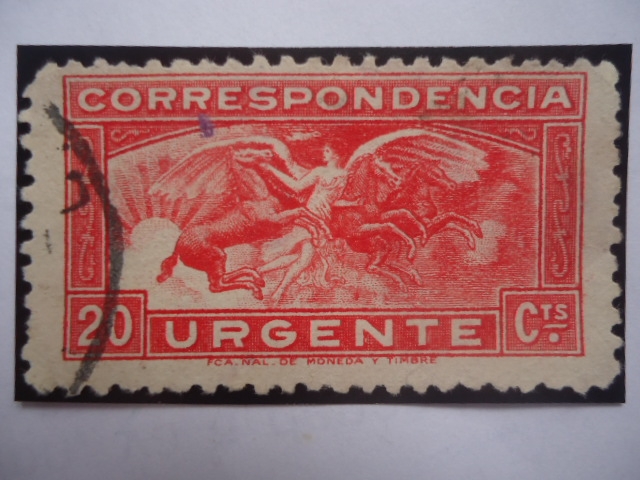 CORRESPONDENCIA
20 URGENTE CTS.
FCA. NAL. DE MONEDA Y TIMBRE